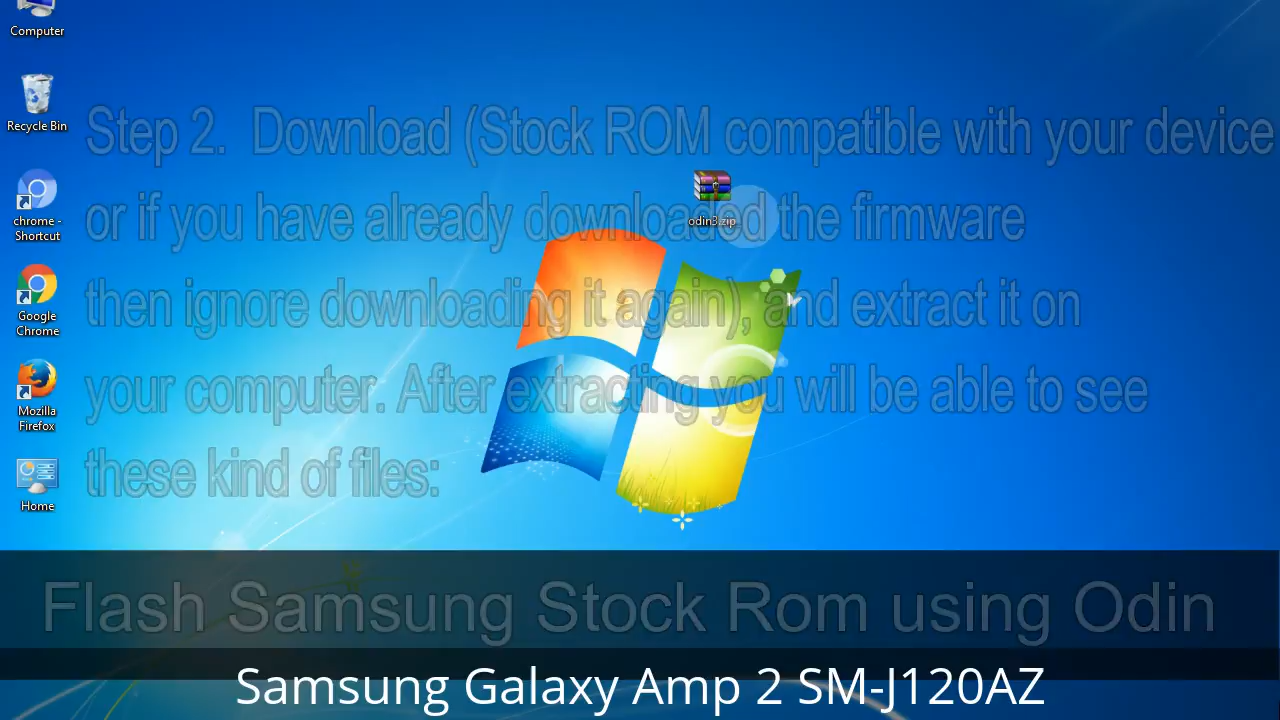 Computer
Recycle Bin
chrome -
Shortcut
Google
Chrome
Mozilla
Firefox
Home
odin3.zip
Step 2. Download (Stock ROM compatible with your device
or if you have already downloaded the firmware
then ignore downloading it again), and extract it on
your computer. After extracting you will be able to see
these kind of files:
Flash Samsung Stock Rom using Odin
Samsung Galaxy Amp 2 SM-J120AZ